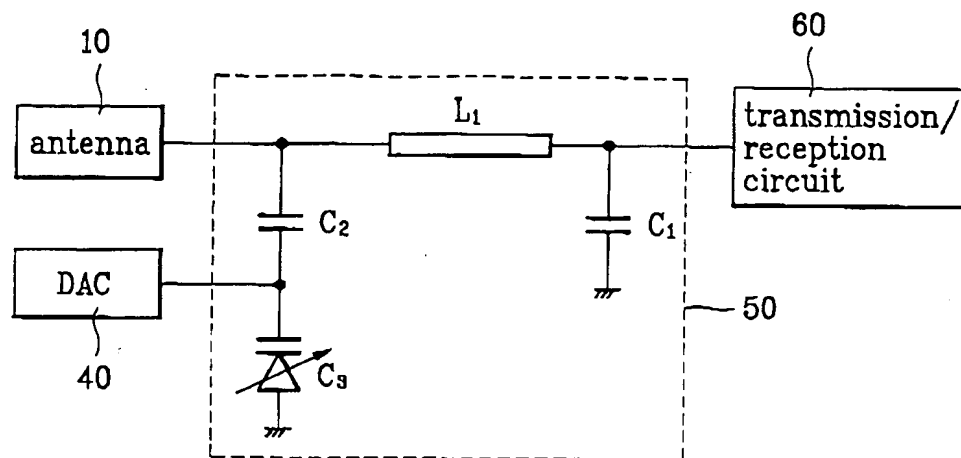 10
antenna
L₁
60
transmission/
reception
circuit
C₂
C₁
DAC
40
C₃
50